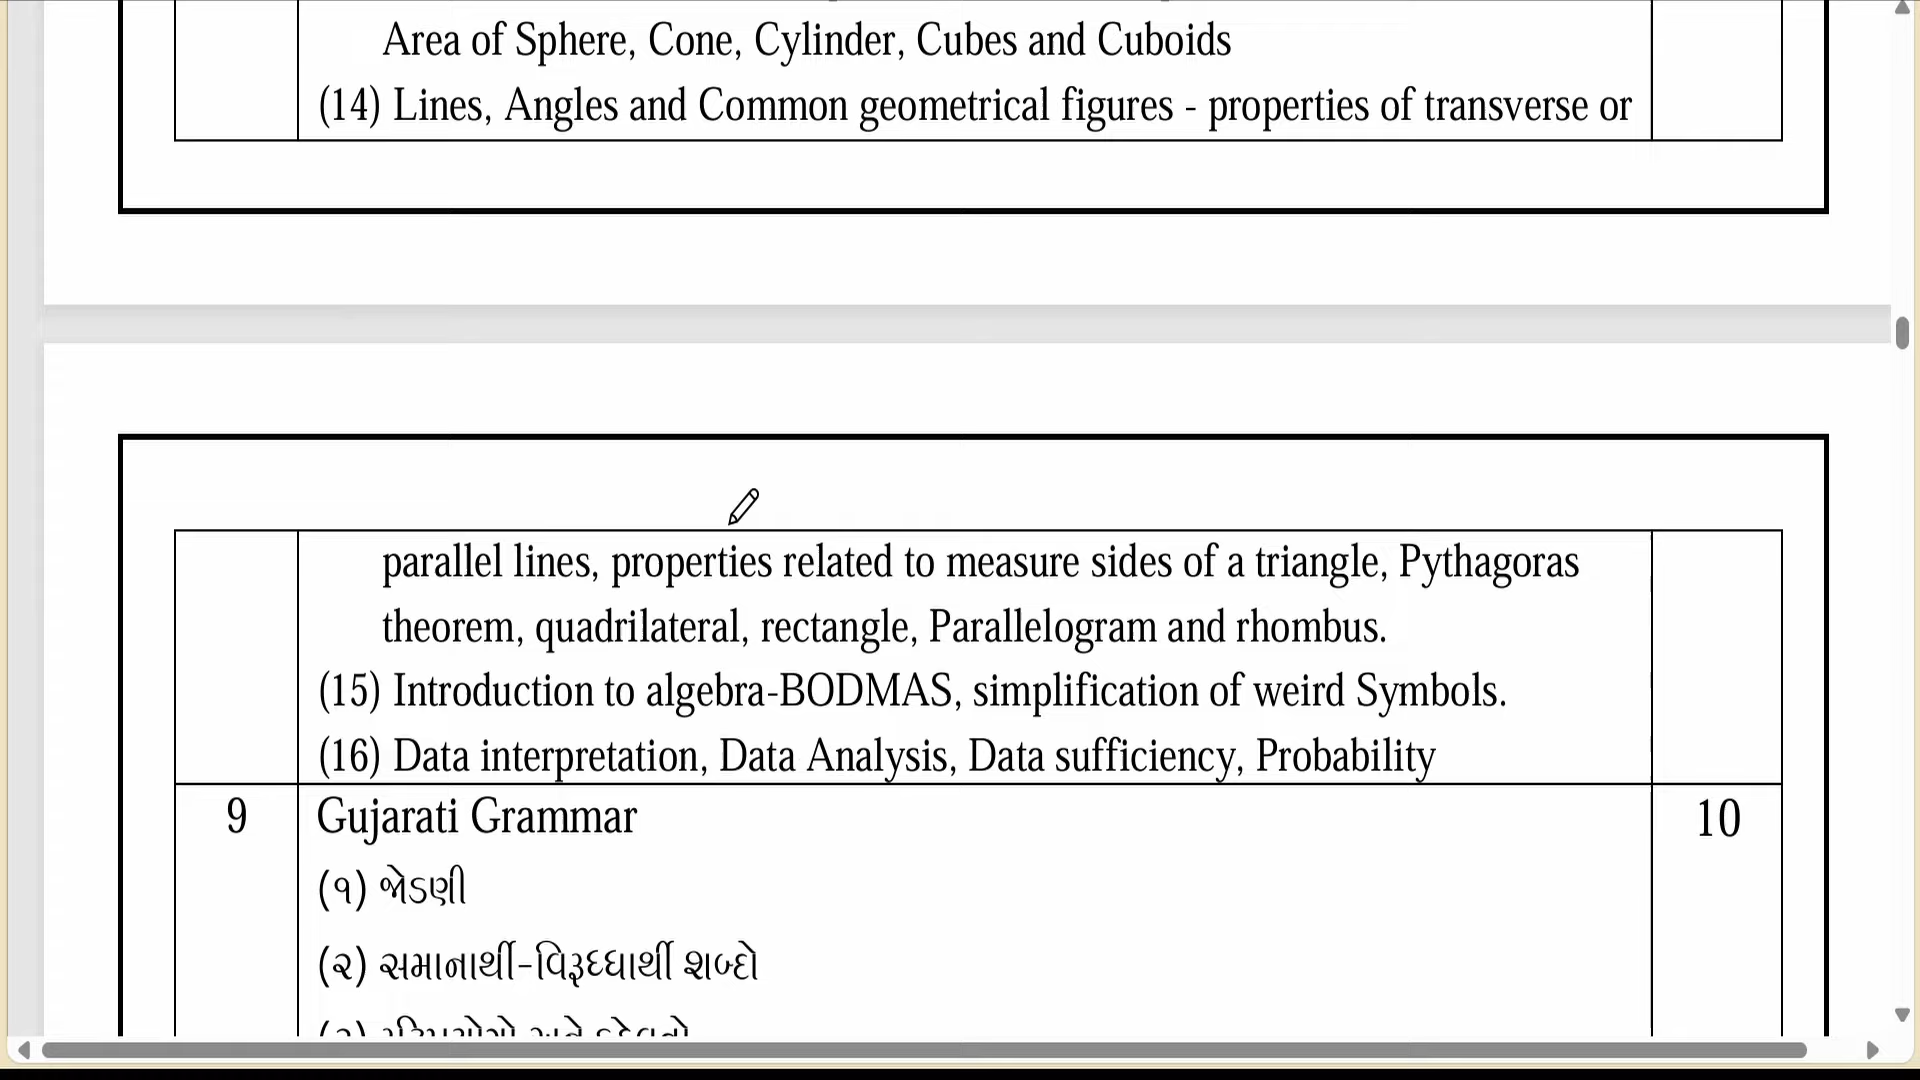 Area of Sphere, Cone, Cylinder, Cubes and Cuboids
(14) Lines, Angles and Common geometrical figures - properties of transverse or
parallel lines, properties related to measure sides of a triangle, Pythagoras
theorem, quadrilateral, rectangle, Parallelogram and rhombus.
(15) Introduction to algebra-BODMAS, simplification of weird Symbols.
(16) Data interpretation, Data Analysis, Data sufficiency, Probability
9 Gujarati Grammar 10
(૧) જોડણી
(૨) સમાનાર્થી-વિરૂધ્ધાર્થી શબ્દો